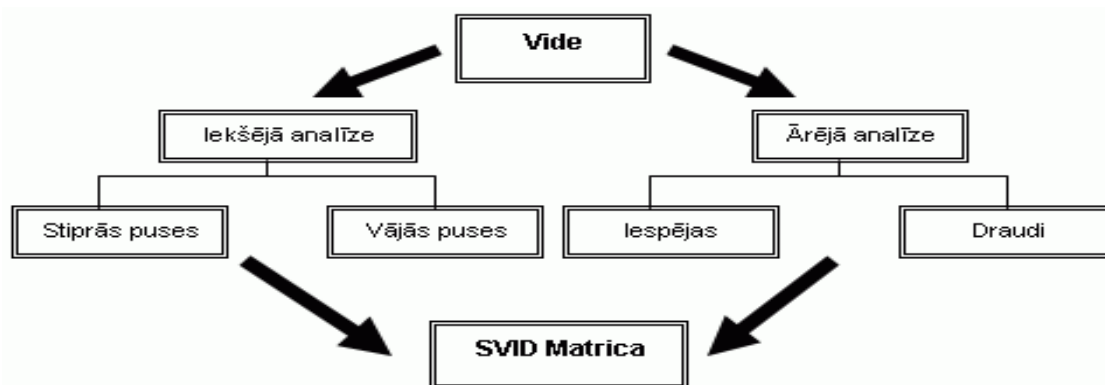 Vide
Iekšējā analīze
Ārējā analīze
Stiprās puses
Vājās puses
Iespējas
Draudi
SVID Matrica